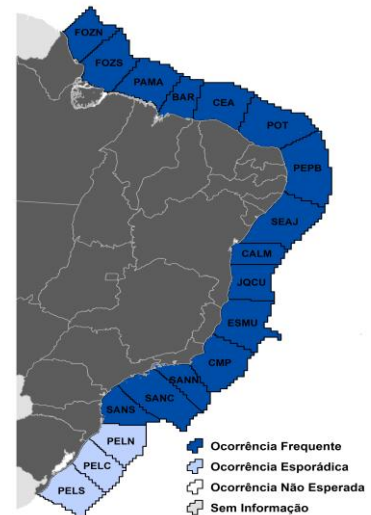 FOZN
FOZS
PAMA
BAR
CEA
POT
PEPB
SEAJ
CALM
JQCU
ESMU
CMP
SANN
SANC
SANS
PELN
PELC
PELS
Ocorrência Frequente
Ocorrência Esporádica
Ocorrência Não Esperada
Sem Informação